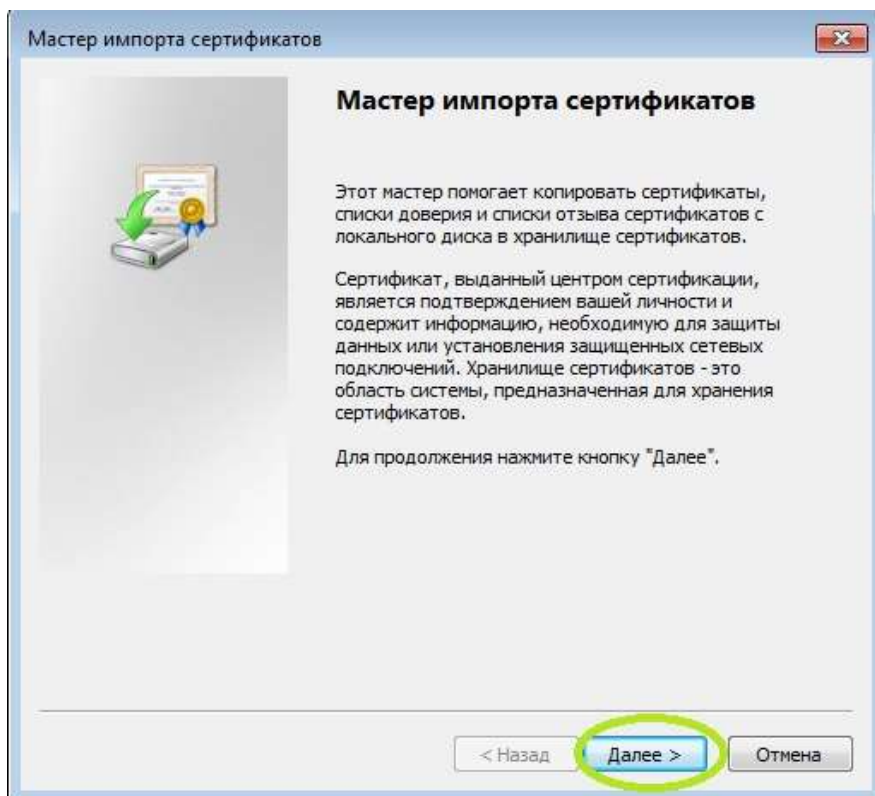 Мастер импорта сертификатов
Мастер импорта сертификатов
Этот мастер помогает копировать сертификаты,
списки доверия и списки отзыва сертификатов с
локального диска в хранилище сертификатов.
Сертификат, выданный центром сертификации,
является подтверждением вашей личности и
содержит информацию, необходимую для защиты
данных или установления защищенных сетевых
подключений. Хранилище сертификатов - это
область системы, предназначенная для хранения
сертификатов.
Для продолжения нажмите кнопку "Далее".
< Назад Далее > Отмена